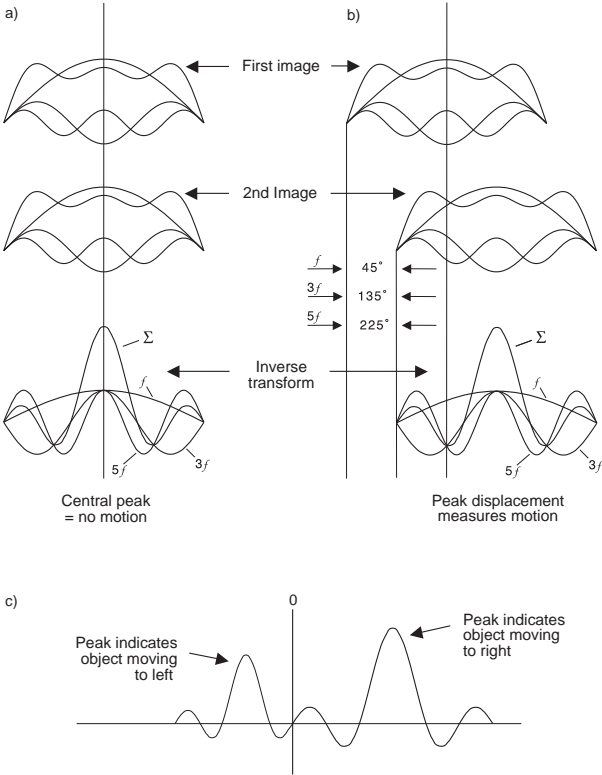 a)
b)
First image
2nd Image
f 45°
3f 135°
5f 225°
Σ
Σ
Inverse
transform
f
f
5f
3f
5f
3f
Central peak
= no motion
Peak displacement
measures motion
c)
0
Peak indicates
object moving
to left
Peak indicates
object moving
to right